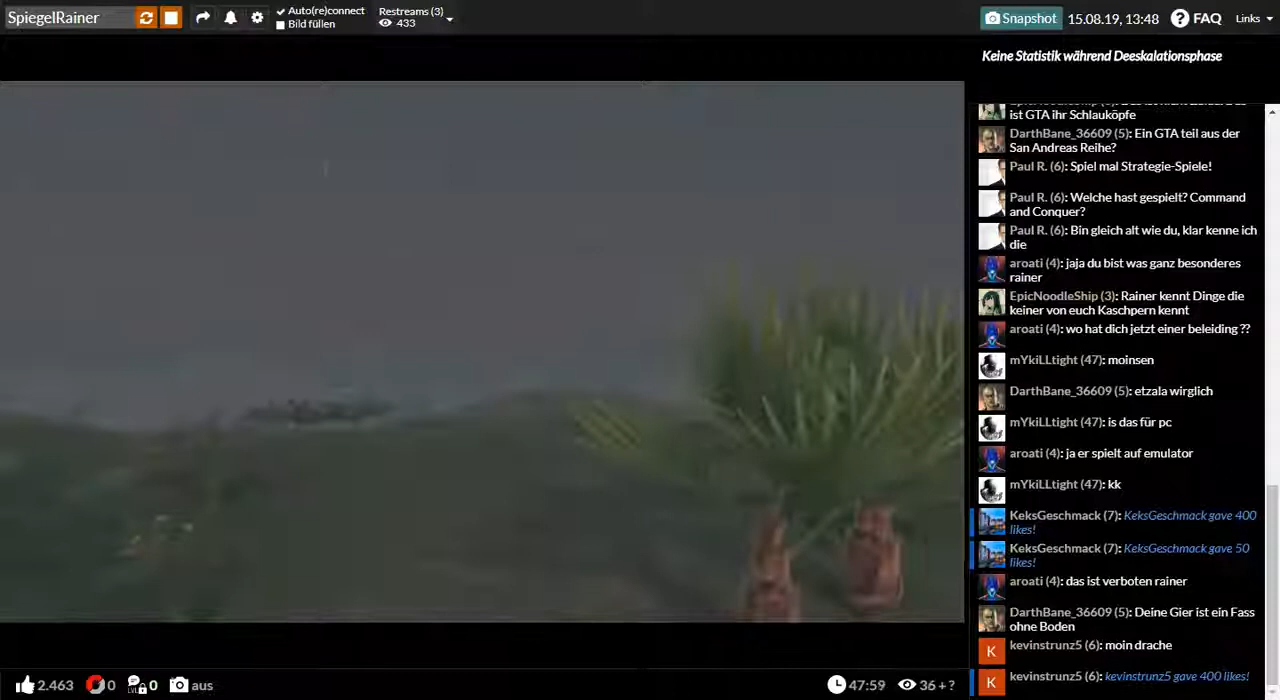 SpiegelRainer
Auto(re)connect
Bild füllen
Restreams (3)
433
Snapshot
15.08.19, 13:48
FAQ
Links
Keine Statistik während Deeskalationsphase
ist GTA ihr Schlauköpfe
DarthBane_36609 (5): Ein GTA teil aus der
San Andreas Reihe?
Paul R. (6): Spiel mal Strategie-Spiele!
Paul R. (6): Welche hast gespielt? Command
and Conquer?
Paul R. (6): Bin gleich alt wie du, klar kenne ich
die
aroati (4): jaja du bist was ganz besonderes
rainer
EpicNoodleShip (3): Rainer kennt Dinge die
keiner von euch Kaschpern kennt
aroati (4): wo hat dich jetzt einer beleiding ??
mYkiLLtight (47): moinsen
DarthBane_36609 (5): etzala wirglich
mYkiLLtight (47): is das für pc
aroati (4): ja er spielt auf emulator
mYkiLLtight (47): kk
KeksGeschmack (7): KeksGeschmack gave 400
likes!
KeksGeschmack (7): KeksGeschmack gave 50
likes!
aroati (4): das ist verboten rainer
DarthBane_36609 (5): Deine Gier ist ein Fass
ohne Boden
K
kevinstrunz5 (6): moin drache
K
kevinstrunz5 (6): kevinstrunz5 gave 400 likes!
2.463
0
LVL
0
aus
47:59
36 + ?